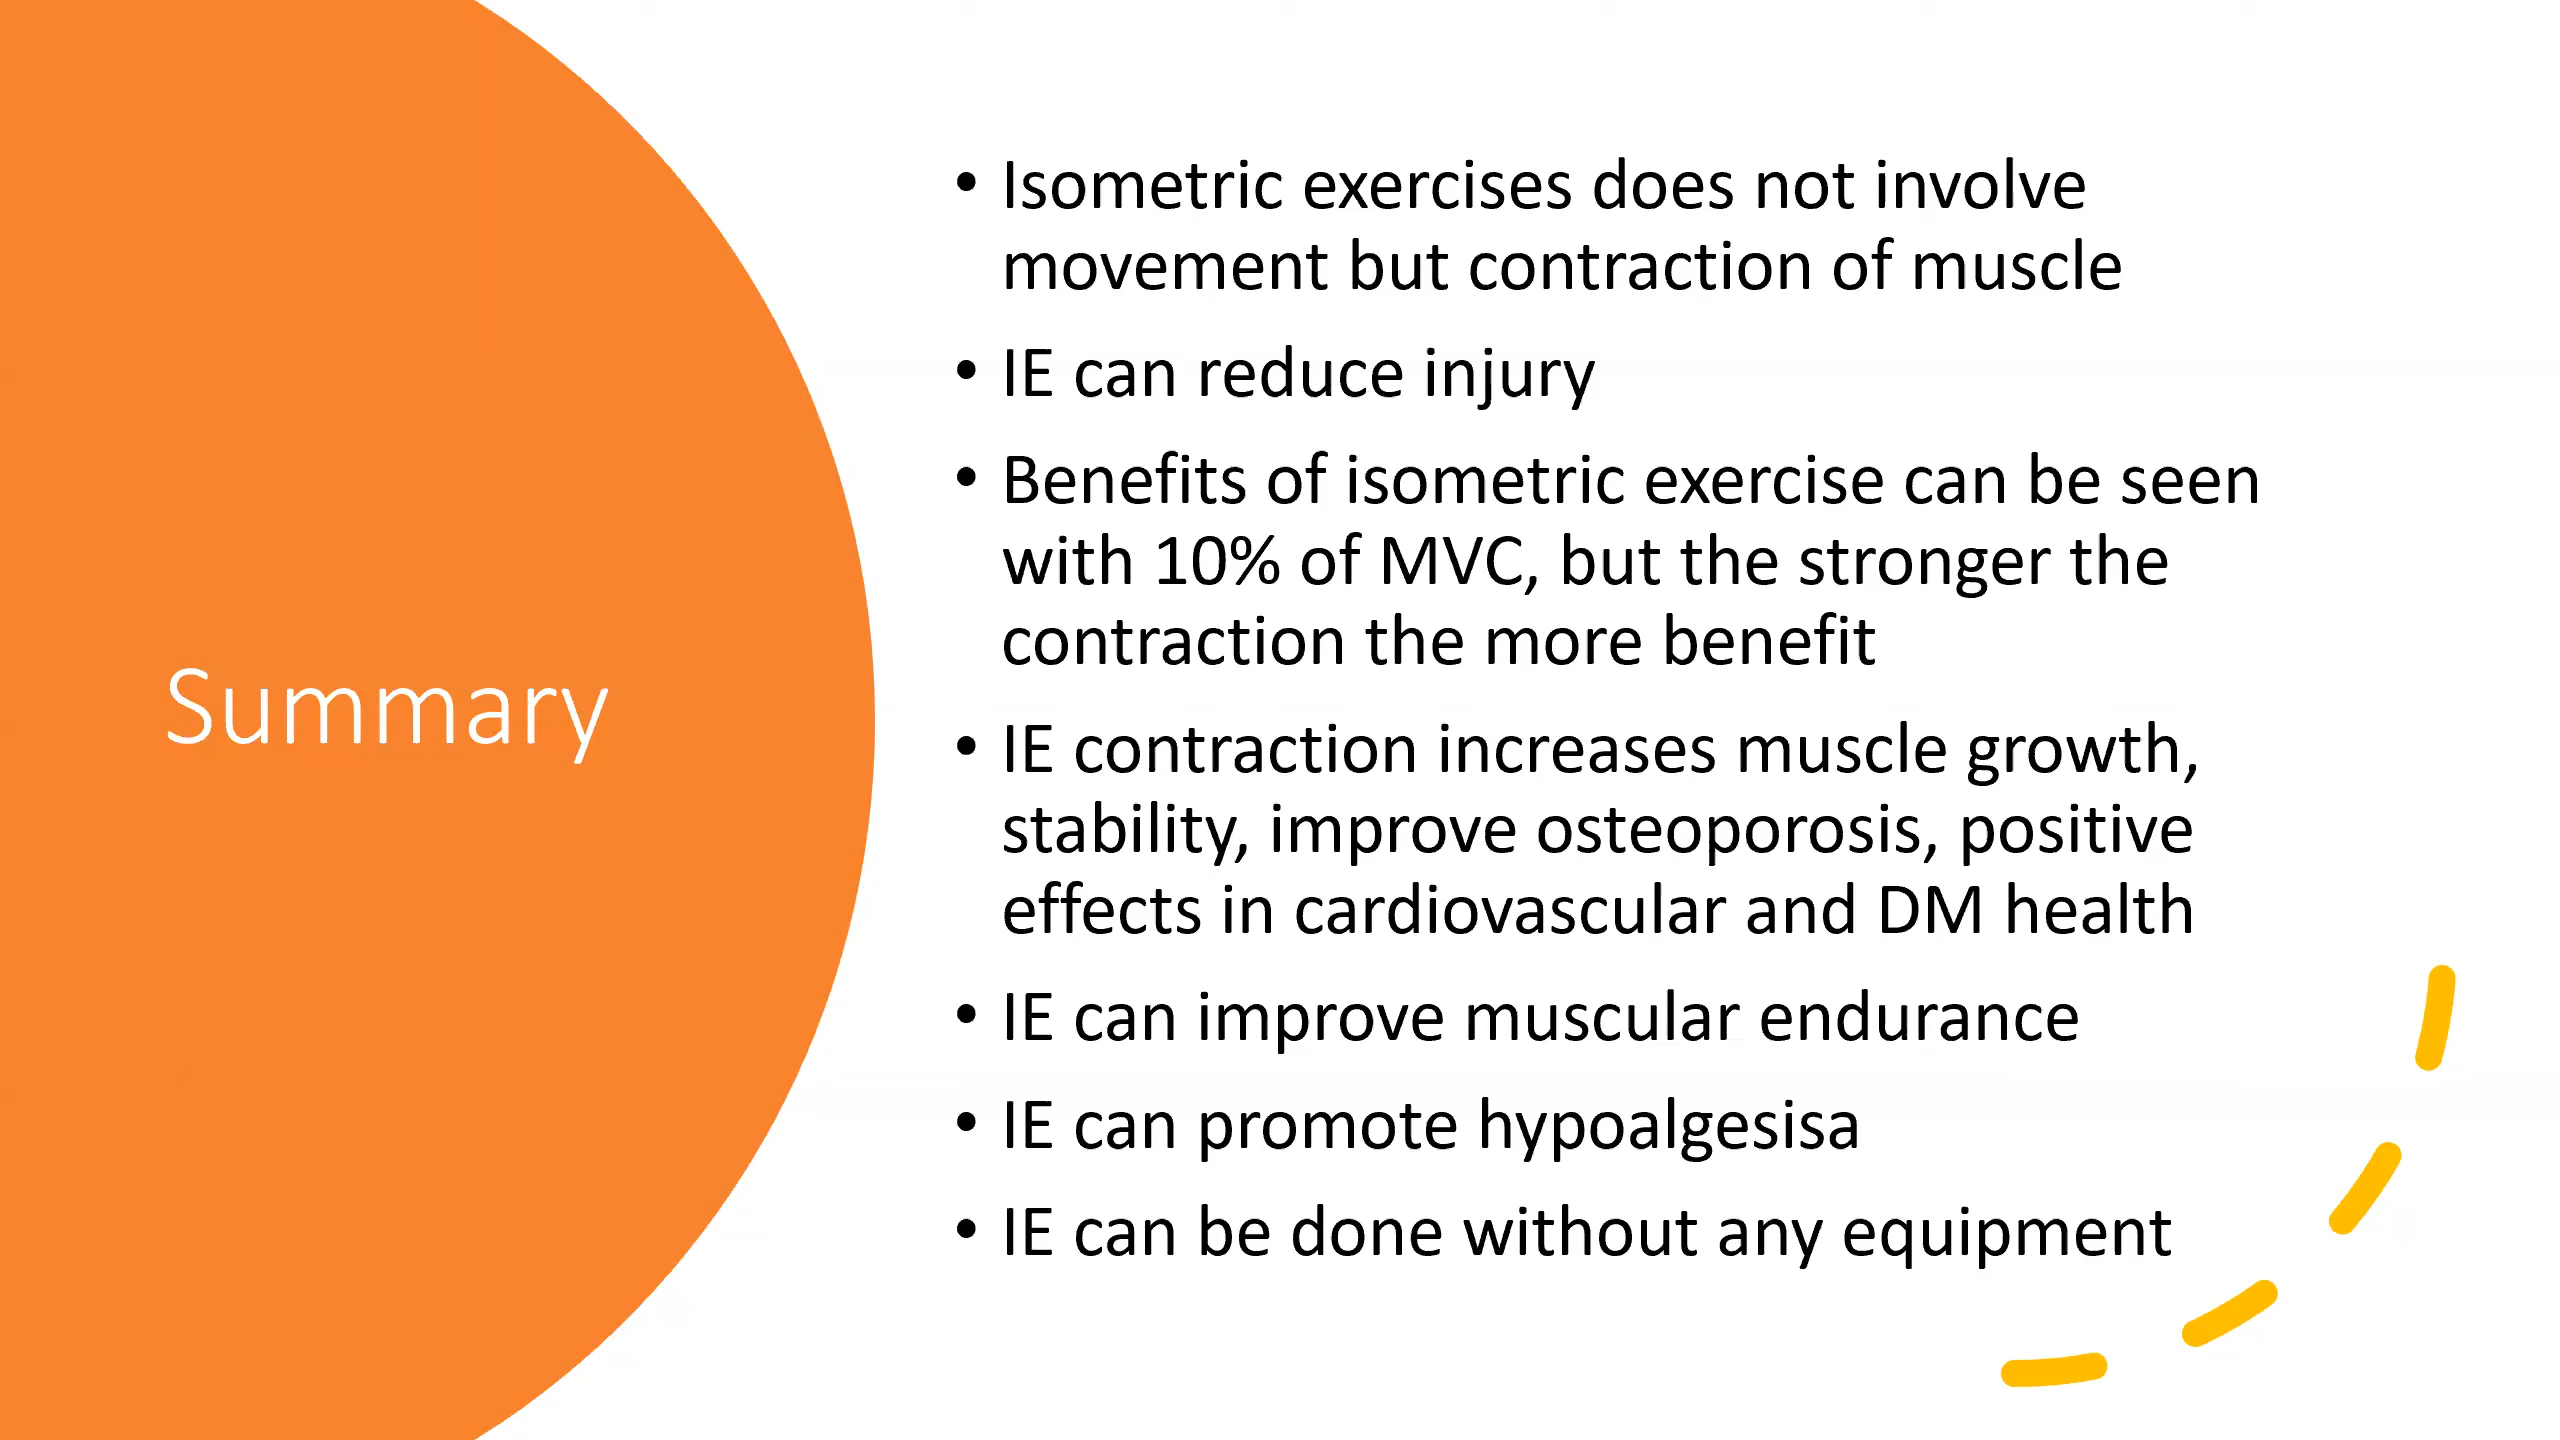 Summary
• Isometric exercises does not involve
movement but contraction of muscle
• IE can reduce injury
• Benefits of isometric exercise can be seen
with 10% of MVC, but the stronger the
contraction the more benefit
• IE contraction increases muscle growth,
stability, improve osteoporosis, positive
effects in cardiovascular and DM health
• IE can improve muscular endurance
• IE can promote hypoalgesisa
• IE can be done without any equipment